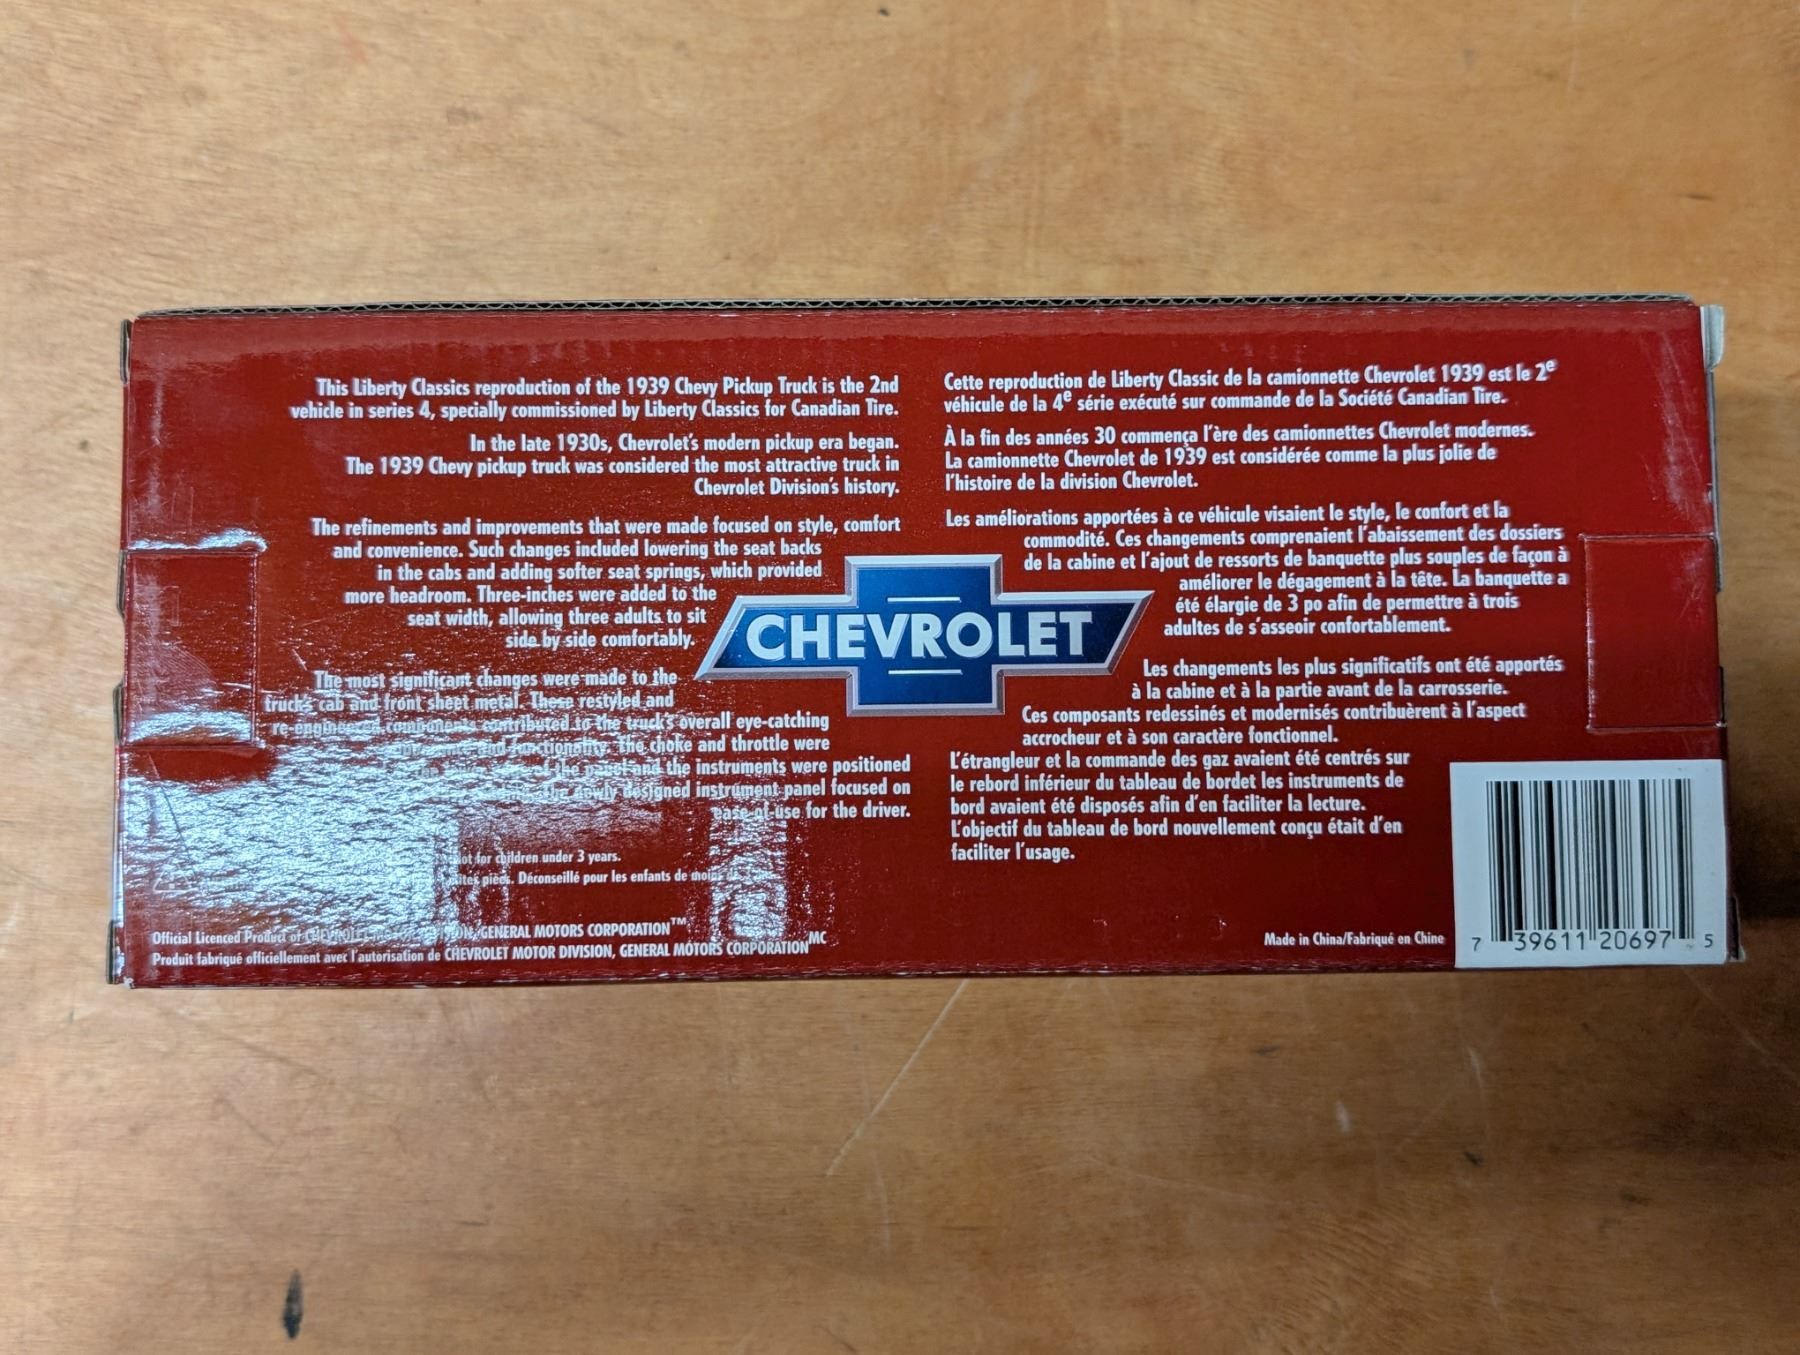 This Liberty Classics reproduction of the 1939 Chevy Pickup Truck is the 2nd
vehicle in series 4, specially commissioned by Liberty Classics for Canadian Tire.
In the late 1930s, Chevrolet's modern pickup era began.
The 1939 Chevy pickup truck was considered the most attractive truck in
Chevrolet Division's history.
The refinements and improvements that were made focused on style, comfort
and convenience. Such changes included lowering the seat backs
in the cabs and adding softer seat springs, which provided
more headroom. Three-inches were added to the
seat width, allowing three adults to sit
side by side comfortably.
The most significant changes were made to the
truck's cab and front sheet metal. These restyled and
re-engineered components contributed to the truck's overall eye-catching
and functionality. The choke and throttle were
of the panel and the instruments were positioned
the newly designed instrument panel focused on
ease-of-use for the driver.
not for children under 3 years.
pieces. Déconseillé pour les enfants de moins
Official Licenced Product of CHEVROLET MOTOR DIVISION, GENERAL MOTORS CORPORATION™
Produit fabriqué officiellement avec l'autorisation de CHEVROLET MOTOR DIVISION, GENERAL MOTORS CORPORATION MC
CHEVROLET
Cette reproduction de Liberty Classic de la camionnette Chevrolet 1939 est le 2e
véhicule de la 4e série exécuté sur commande de la Société Canadian Tire.
À la fin des années 30 commença l'ère des camionnettes Chevrolet modernes.
La camionnette Chevrolet de 1939 est considérée comme la plus jolie de
l'histoire de la division Chevrolet.
Les améliorations apportées à ce véhicule visaient le style, le confort et la
commodité. Ces changements comprenaient l'abaissement des dossiers
de la cabine et l'ajout de ressorts de banquette plus souples de façon à
améliorer le dégagement à la tête. La banquette a
été élargie de 3 po afin de permettre à trois
adultes de s'asseoir confortablement.
Les changements les plus significatifs ont été apportés
à la cabine et à la partie avant de la carrosserie.
Ces composants redessinés et modernisés contribuèrent à l'aspect
accrocheur et à son caractère fonctionnel.
L'étrangleur et la commande des gaz avaient été centrés sur
le rebord inférieur du tableau de bordet les instruments de
bord avaient été disposés afin d'en faciliter la lecture.
L'objectif du tableau de bord nouvellement conçu était d'en
faciliter l'usage.
Made in China/Fabriqué en Chine
7 39611 20697 5